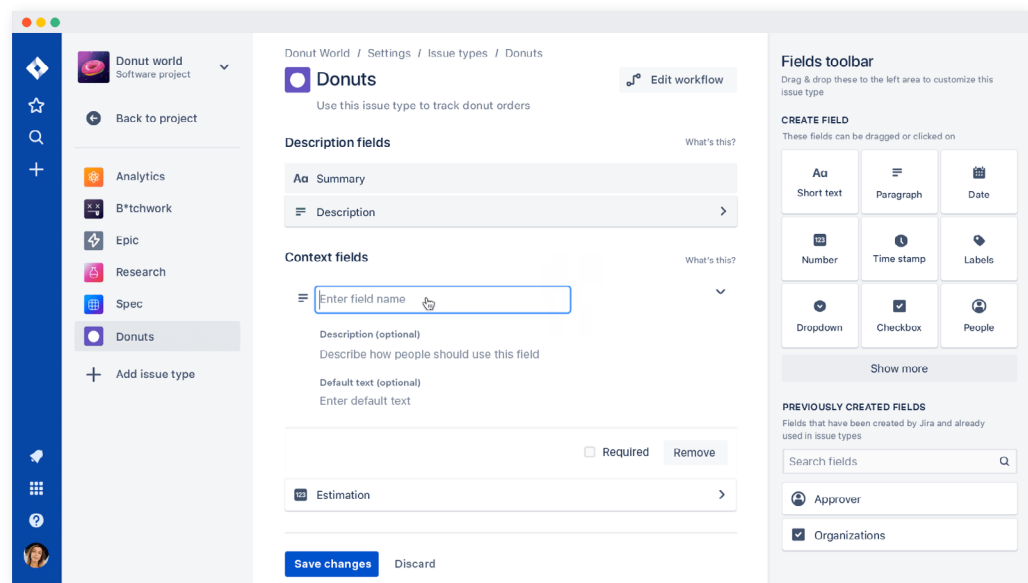 Donut world
Software project
Back to project
Analytics
B*tchwork
Epic
Research
Spec
Donuts
Add issue type
Donut World / Settings / Issue types / Donuts
Donuts
Edit workflow
Use this issue type to track donut orders
Description fields
What's this?
Aa Summary
Description
Context fields
What's this?
Enter field name
Description (optional)
Describe how people should use this field
Default text (optional)
Enter default text
Required
Remove
123 Estimation
Save changes
Discard
Fields toolbar
Drag & drop these to the left area to customize this
issue type
CREATE FIELD
These fields can be dragged or clicked on
Aa
Short text
Paragraph
Date
123
Number
Time stamp
Labels
Dropdown
Checkbox
People
Show more
PREVIOUSLY CREATED FIELDS
Fields that have been created by Jira and already
used in issue types
Search fields
Approver
Organizations